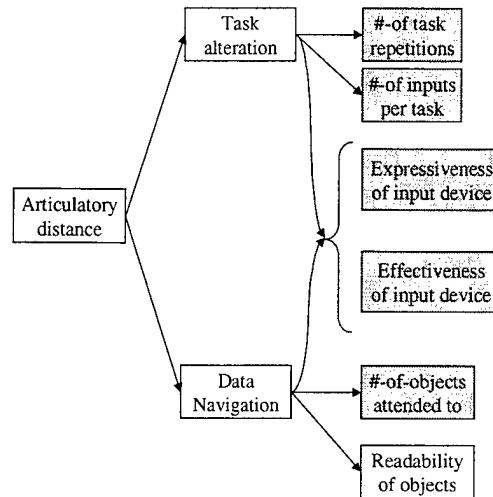 Task
alteration
#-of task
repetitions
#-of inputs
per task
Expressiveness
of input device
Articulatory
distance
Effectiveness
of input device
Data
Navigation
#-of-objects
attended to
Readability
of objects